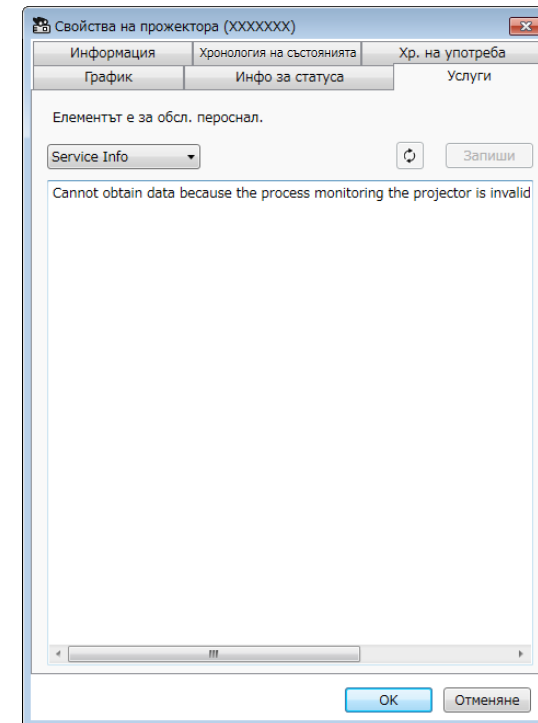 Свойства на прожектора (XXXXXXX)
Информация Хронология на състоянията Хр. на употреба
График Инфо за статуса Услуги
Елементът е за обсл. пероснал.
Service Info Запиши
Cannot obtain data because the process monitoring the projector is invalid
OK Отменяне